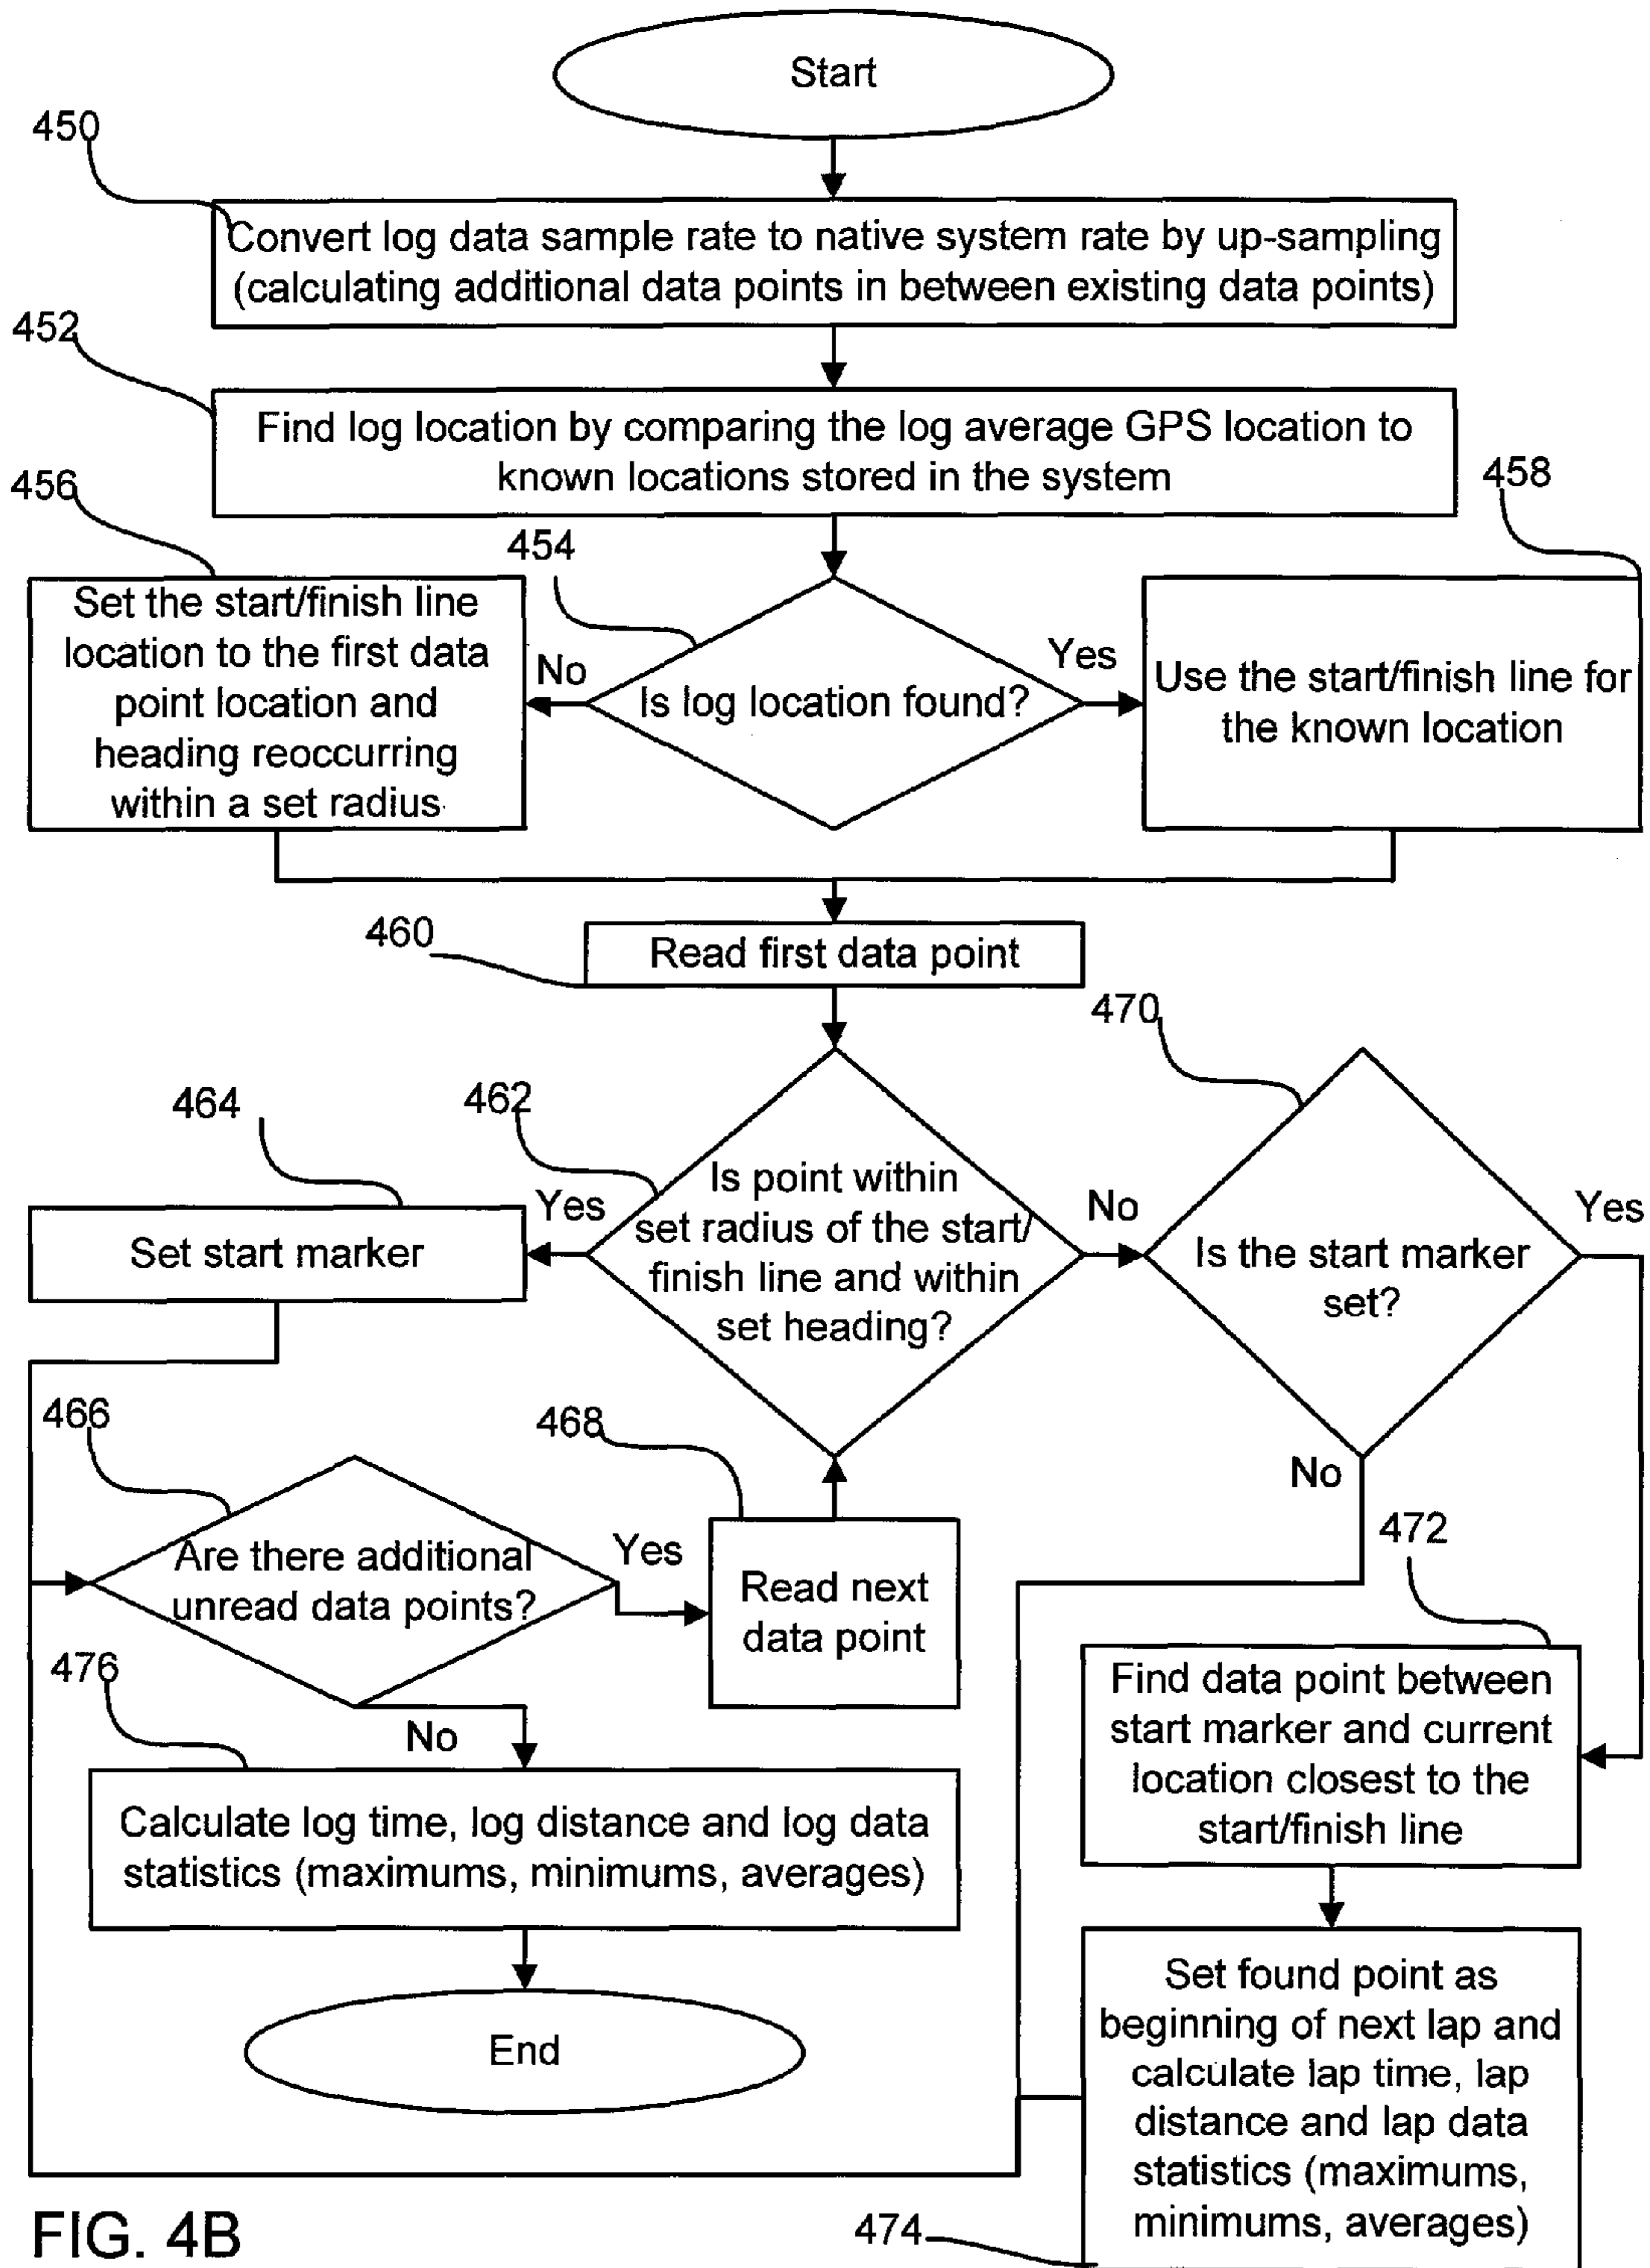 Start
450
Convert log data sample rate to native system rate by up-sampling
(calculating additional data points in between existing data points)
452
Find log location by comparing the log average GPS location to
known locations stored in the system
456
454
458
Set the start/finish line
location to the first data
point location and
heading reoccurring
within a set radius
No
Is log location found?
Yes
Use the start/finish line for
the known location
460
Read first data point
470
464
462
Set start marker
Yes
Is point within
set radius of the start/
finish line and within
set heading?
No
Is the start marker
set?
Yes
No
466
468
Are there additional
unread data points?
Yes
Read next
data point
472
Find data point between
start marker and current
location closest to the
start/finish line
476
No
Calculate log time, log distance and log data
statistics (maximums, minimums, averages)
End
Set found point as
beginning of next lap and
calculate lap time, lap
distance and lap data
statistics (maximums,
minimums, averages)
474
FIG. 4B